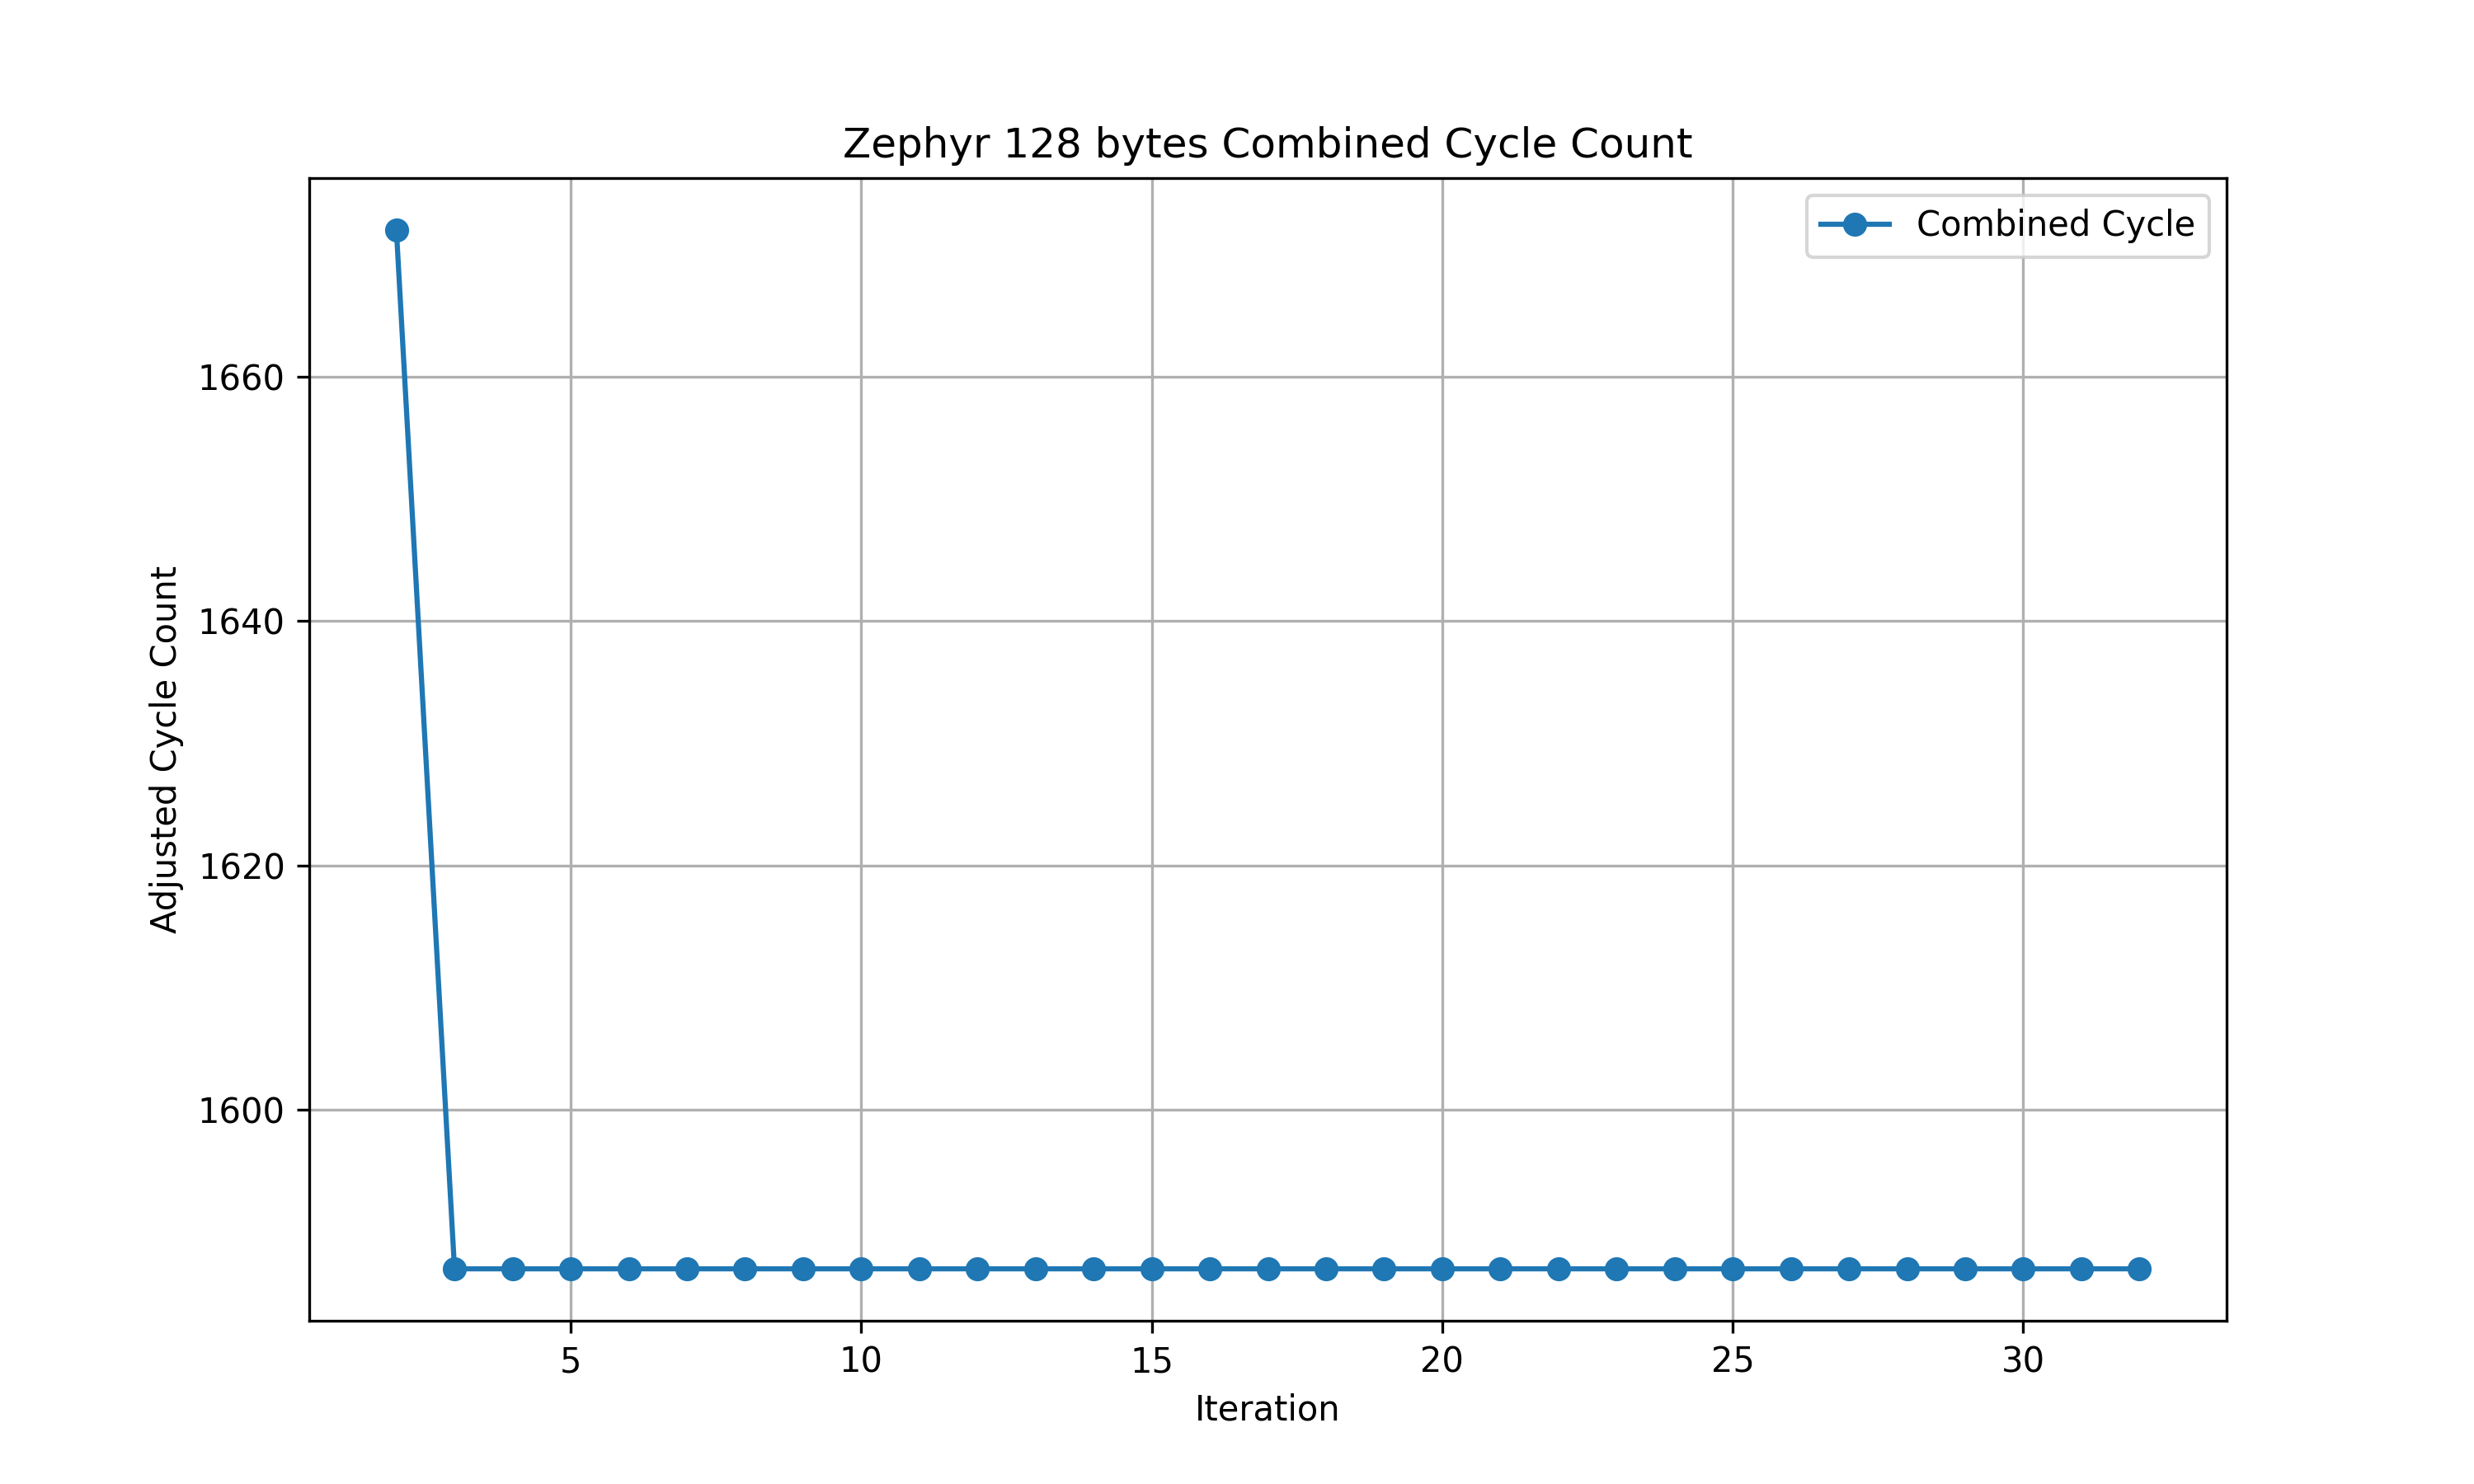 Zephyr 128 bytes Combined Cycle Count
Combined Cycle
Adjusted Cycle Count
1660
1640
1620
1600
5 10 15 20 25 30
Iteration